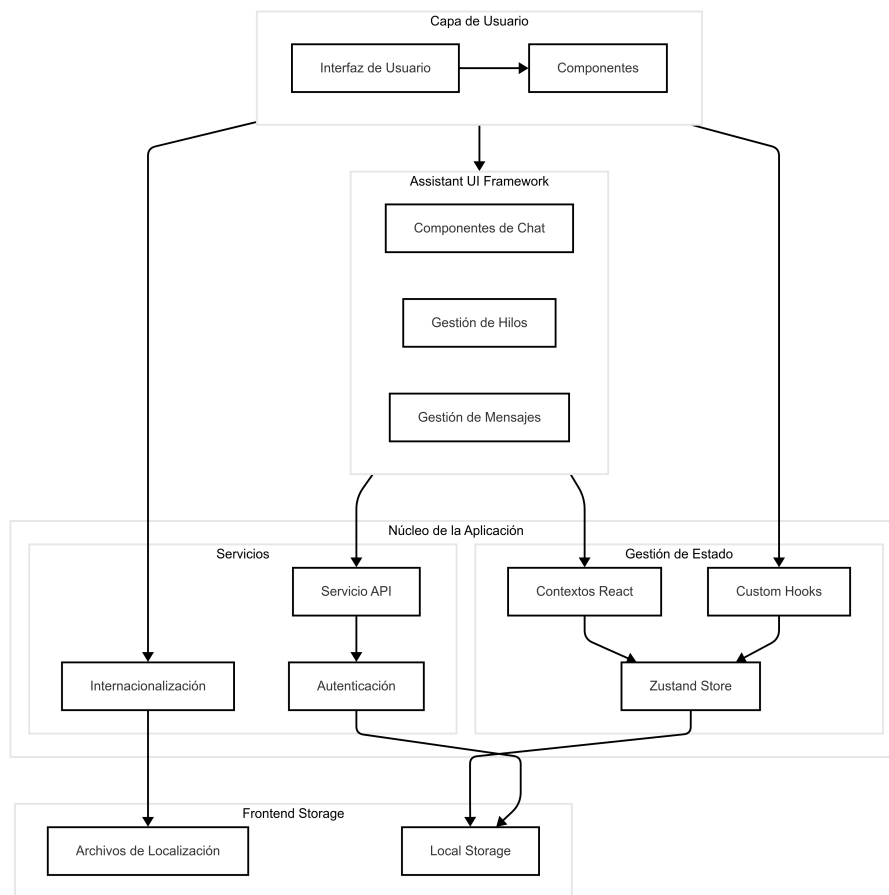 Capa de Usuario
Interfaz de Usuario
Componentes
Assistant UI Framework
Componentes de Chat
Gestión de Hilos
Gestión de Mensajes
Núcleo de la Aplicación
Servicios
Gestión de Estado
Servicio API
Contextos React
Custom Hooks
Internacionalización
Autenticación
Zustand Store
Frontend Storage
Archivos de Localización
Local Storage